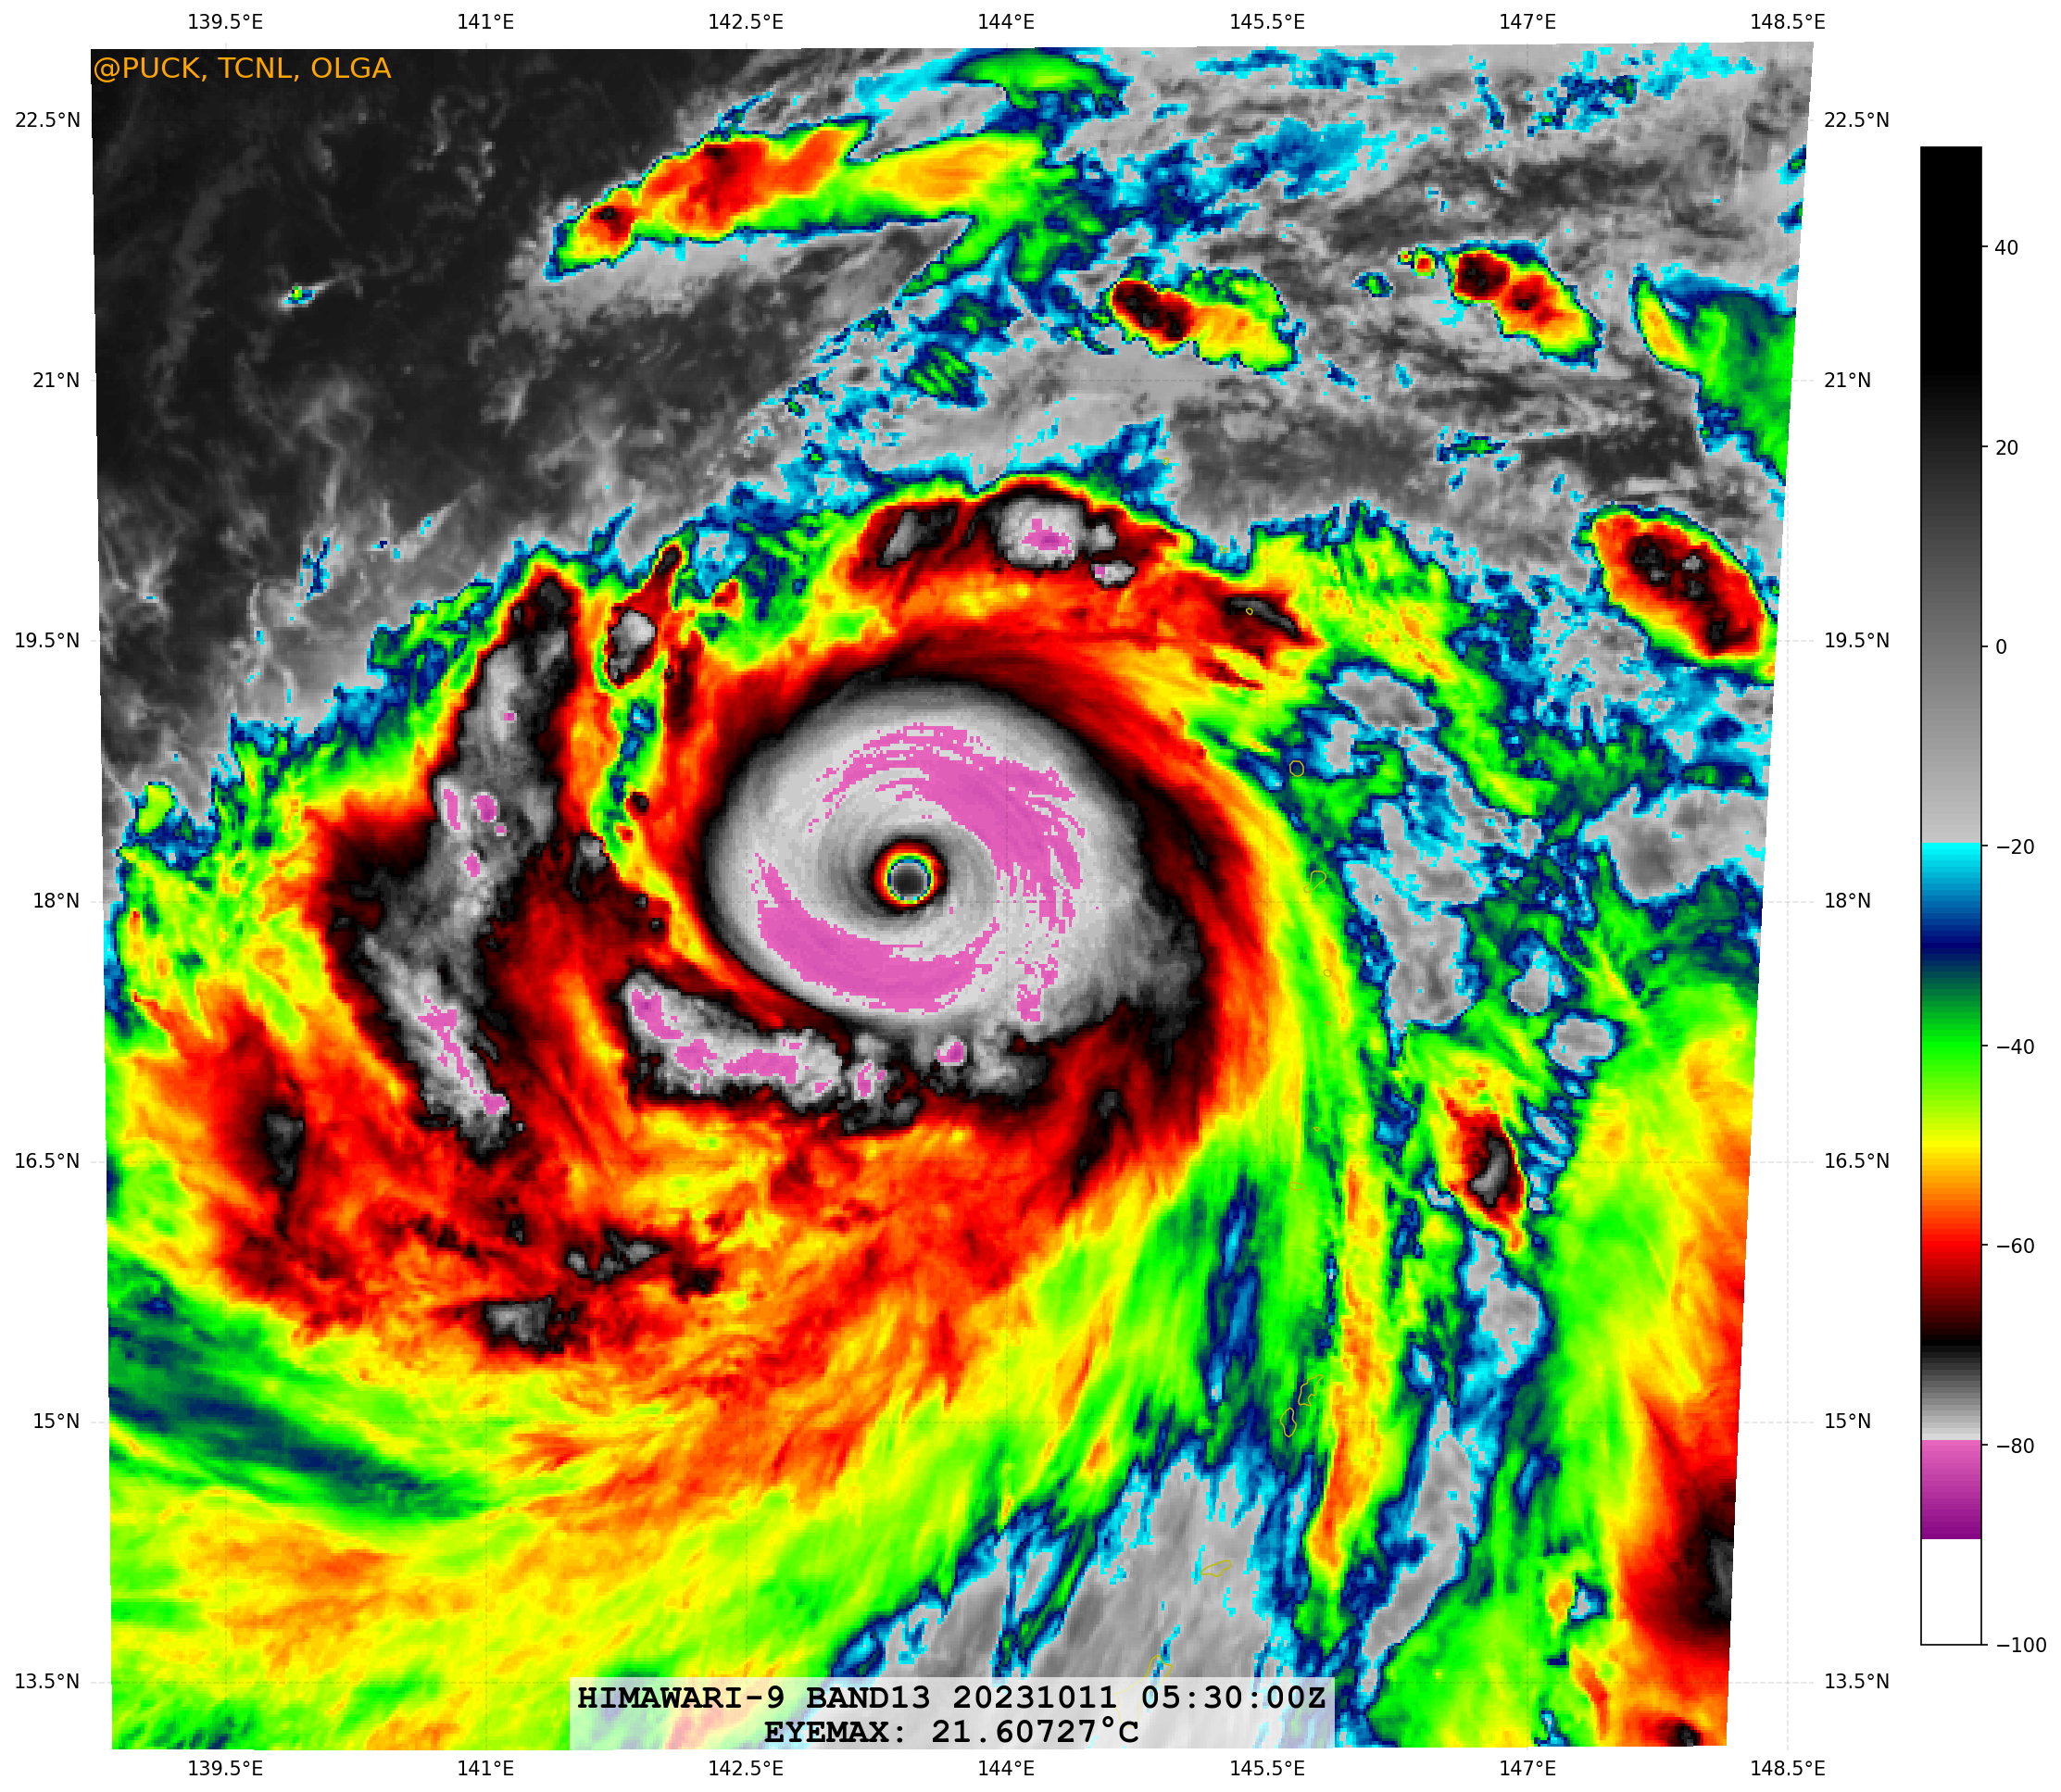 139.5°E 141°E 142.5°E 144°E 145.5°E 147°E 148.5°E
@PUCK, TCNL, OLGA
22.5°N 22.5°N
40
21°N 21°N
20
19.5°N 19.5°N
0
−20
18°N 18°N
−40
16.5°N 16.5°N
−60
15°N 15°N
−80
−100
13.5°N 13.5°N
HIMAWARI-9 BAND13 20231011 05:30:00Z
EYEMAX: 21.60727°C
139.5°E 141°E 142.5°E 144°E 145.5°E 147°E 148.5°E